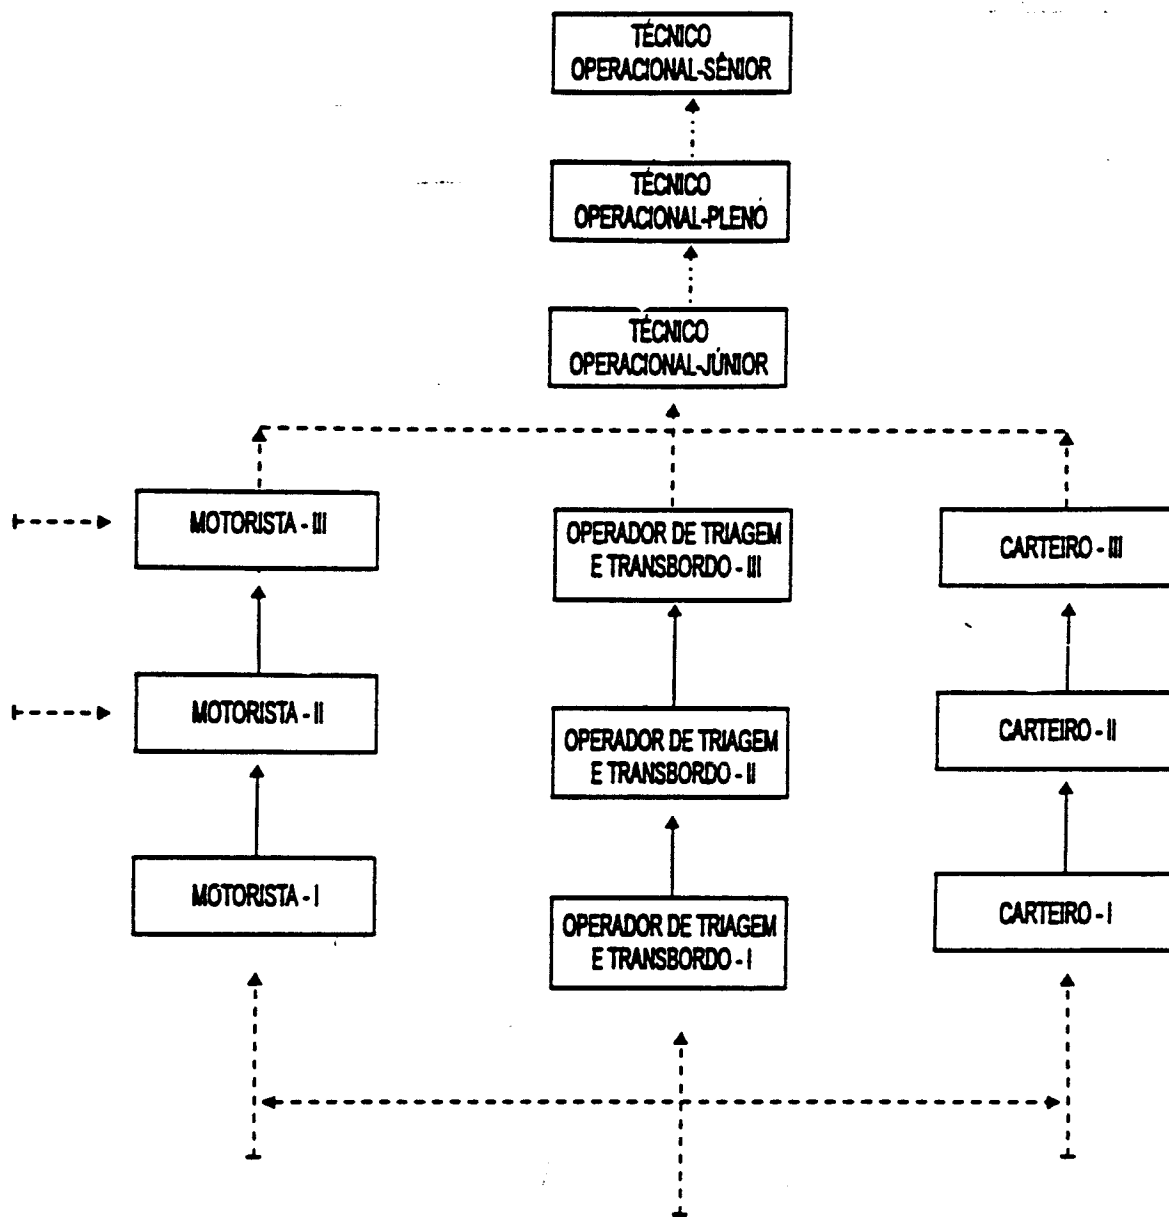 TÉCNICO
OPERACIONAL-SÊNIOR
TÉCNICO
OPERACIONAL-PLENO
TÉCNICO
OPERACIONAL-JÚNIOR
MOTORISTA - III
OPERADOR DE TRIAGEM
E TRANSBORDO - III
CARTEIRO - III
MOTORISTA - II
OPERADOR DE TRIAGEM
E TRANSBORDO - II
CARTEIRO - II
MOTORISTA - I
OPERADOR DE TRIAGEM
E TRANSBORDO - I
CARTEIRO - I